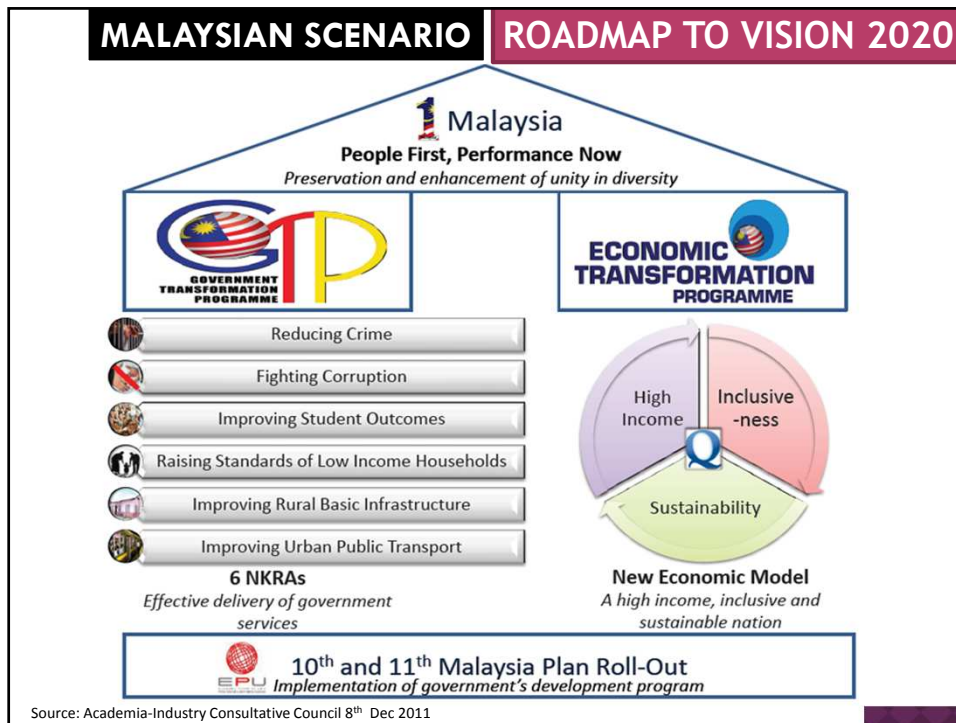 MALAYSIAN SCENARIO
ROADMAP TO VISION 2020
1 Malaysia
People First, Performance Now
Preservation and enhancement of unity in diversity
GTP
GOVERNMENT
TRANSFORMATION
PROGRAMME
ECONOMIC
TRANSFORMATION
PROGRAMME
Reducing Crime
Fighting Corruption
Improving Student Outcomes
Raising Standards of Low Income Households
Improving Rural Basic Infrastructure
Improving Urban Public Transport
6 NKRAs
Effective delivery of government
services
High
Income
Inclusive
-ness
Q
Sustainability
New Economic Model
A high income, inclusive and
sustainable nation
EPU
10th and 11th Malaysia Plan Roll-Out
Implementation of government's development program
Source: Academia-Industry Consultative Council 8th Dec 2011